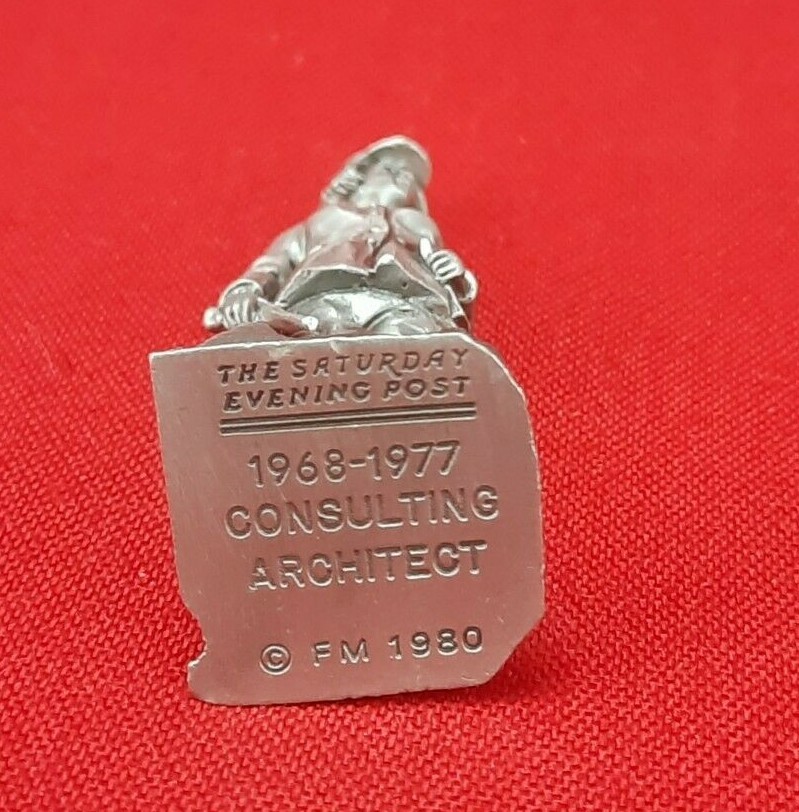 THE SATURDAY
EVENING POST
1968-1977
CONSULTING
ARCHITECT
© FM 1980